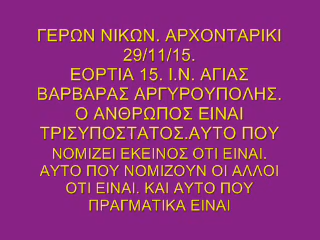 ΓΕΡΩΝ ΝΙΚΩΝ. ΑΡΧΟΝΤΑΡΙΚΙ
29/11/15.
ΕΟΡΤΙΑ 15. Ι.Ν. ΑΓΙΑΣ
ΒΑΡΒΑΡΑΣ ΑΡΓΥΡΟΥΠΟΛΗΣ.
Ο ΑΝΘΡΩΠΟΣ ΕΙΝΑΙ
ΤΡΙΣΥΠΟΣΤΑΤΟΣ.ΑΥΤΟ ΠΟΥ
ΝΟΜΙΖΕΙ ΕΚΕΙΝΟΣ ΟΤΙ ΕΙΝΑΙ.
ΑΥΤΟ ΠΟΥ ΝΟΜΙΖΟΥΝ ΟΙ ΑΛΛΟΙ
ΟΤΙ ΕΙΝΑΙ. ΚΑΙ ΑΥΤΟ ΠΟΥ
ΠΡΑΓΜΑΤΙΚΑ ΕΙΝΑΙ